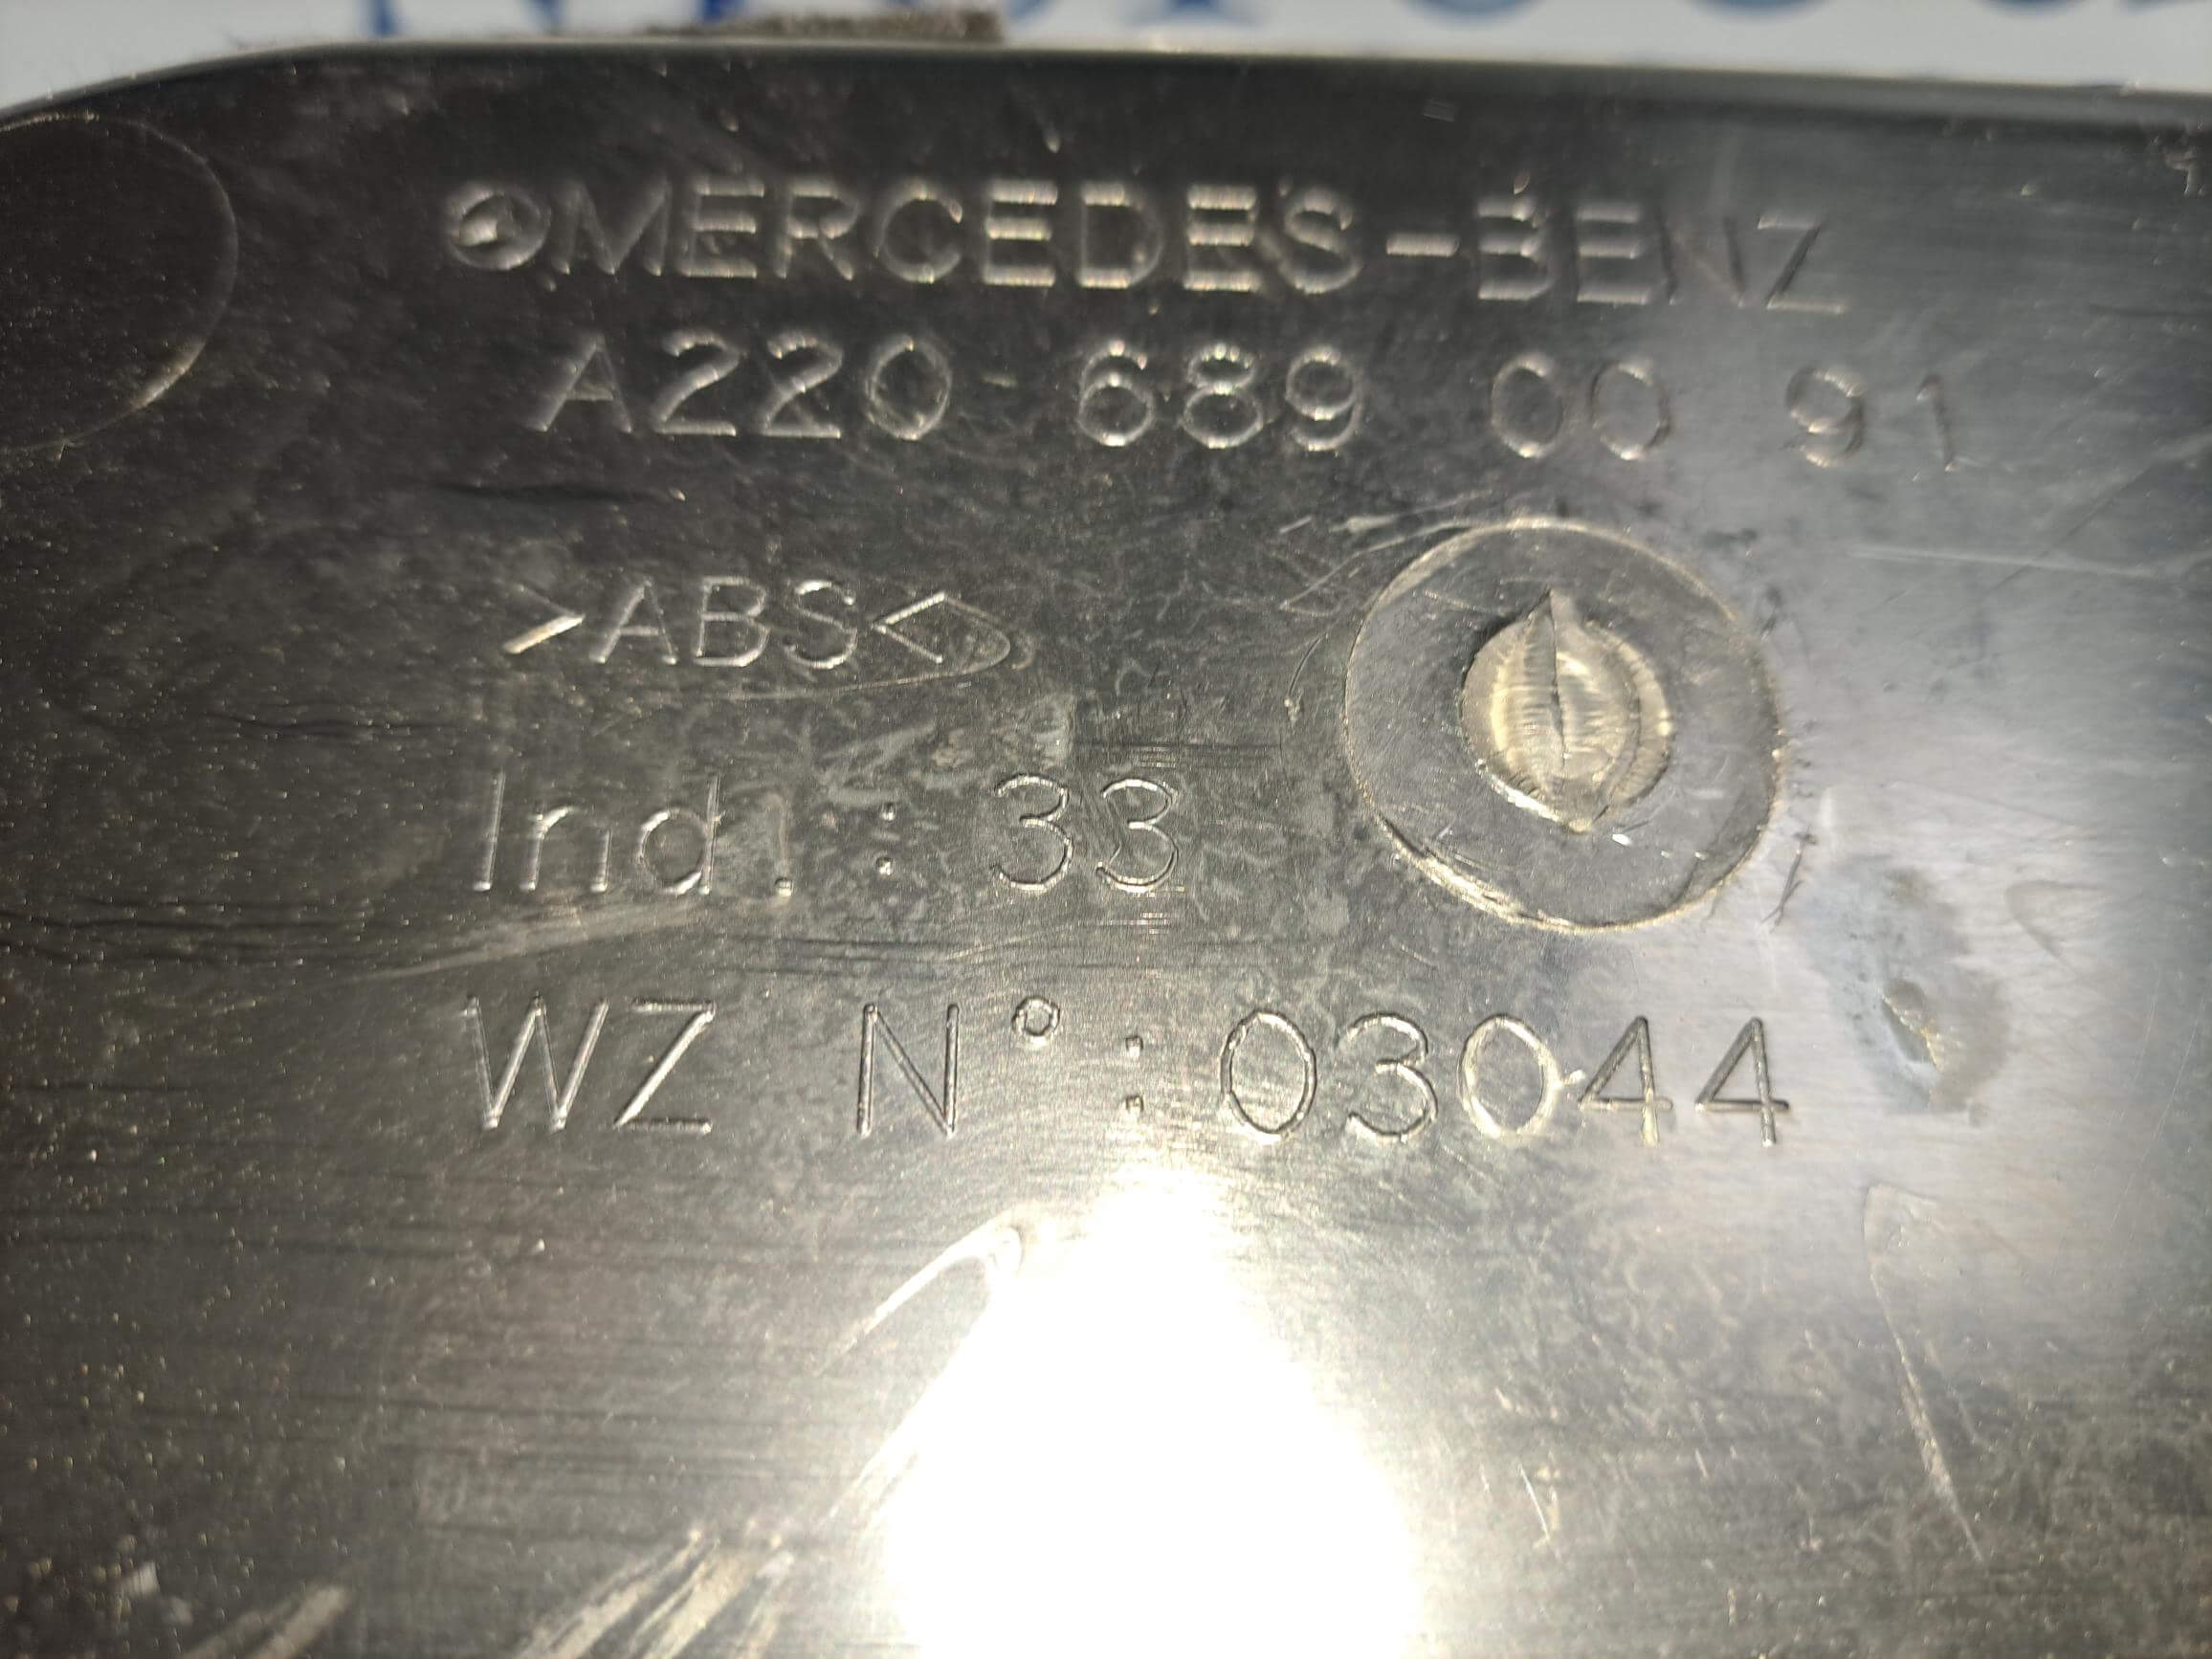 MERCEDES-BENZ
A220 689 00 91
>ABS<
Ind.: 33
WZ N°:03044